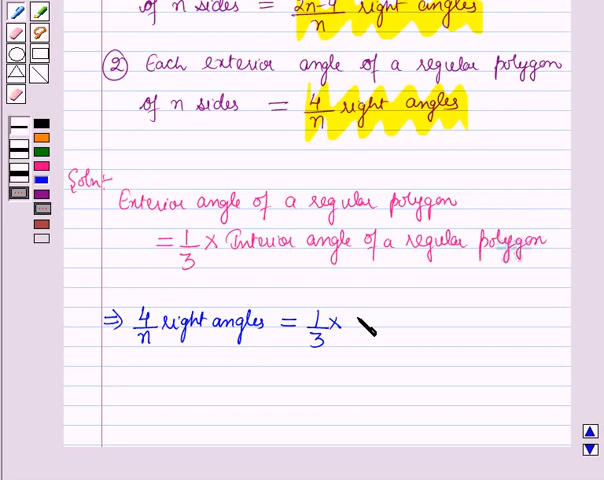 of n sides = 2n-4/n right angles
② Each exterior angle of a regular polygon
of n sides = 4/n right angles
Soln:-
Exterior angle of a regular polygon
= 1/3 × Interior angle of a regular polygon
⇒ 4/n right angles = 1/3 ×